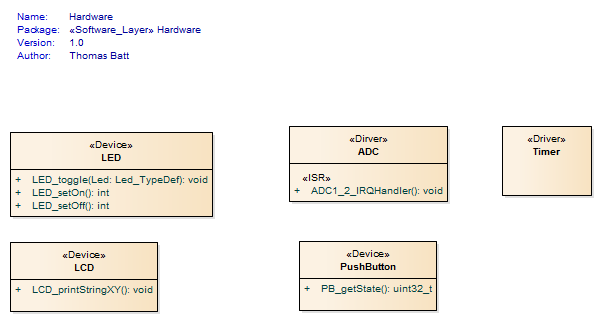 Name: Hardware
Package: «Software_Layer» Hardware
Version: 1.0
Author: Thomas Batt
«Device»
LED
+ LED_toggle(Led: Led_TypeDef): void
+ LED_setOn(): int
+ LED_setOff(): int
«Dirver»
ADC
«ISR»
+ ADC1_2_IRQHandler(): void
«Driver»
Timer
«Device»
LCD
+ LCD_printStringXY(): void
«Device»
PushButton
+ PB_getState(): uint32_t